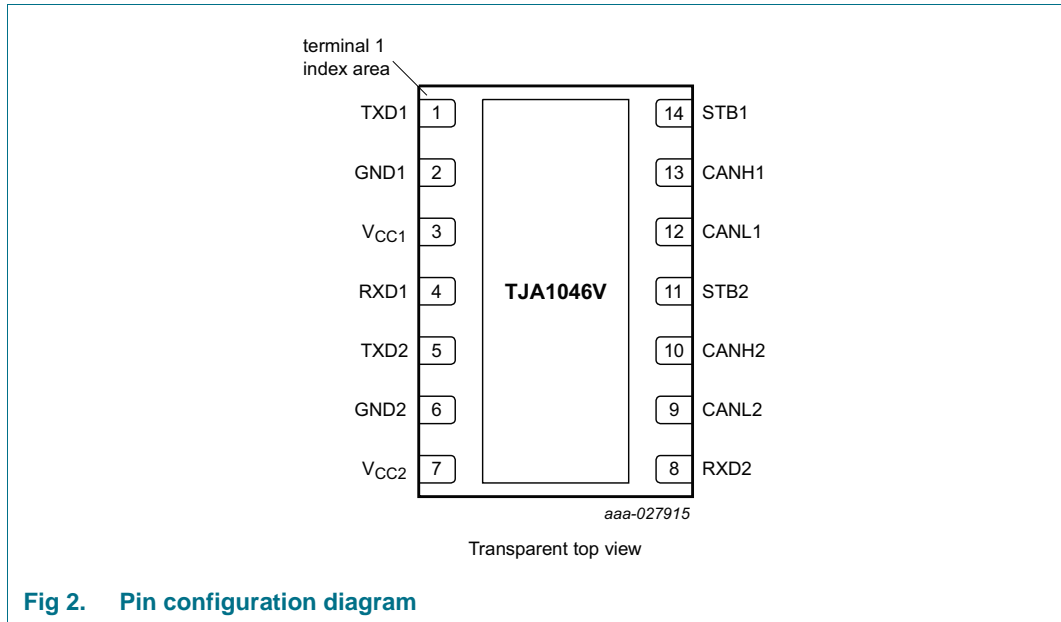 terminal 1
index area
TXD1 1 14 STB1
GND1 2 13 CANH1
VCC1 3 12 CANL1
RXD1 4 TJA1046V 11 STB2
TXD2 5 10 CANH2
GND2 6 9 CANL2
VCC2 7 8 RXD2
aaa-027915
Transparent top view
Fig 2. Pin configuration diagram